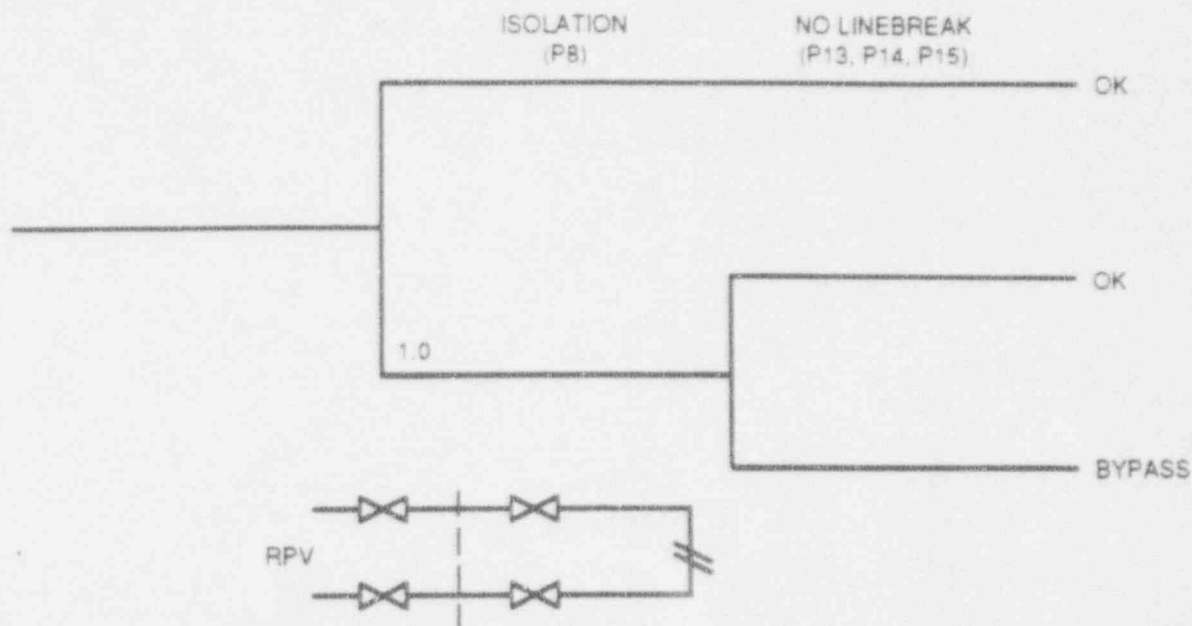 ISOLATION
(P8)
NO LINEBREAK
(P13, P14, P15)
OK
OK
1.0
BYPASS
RPV